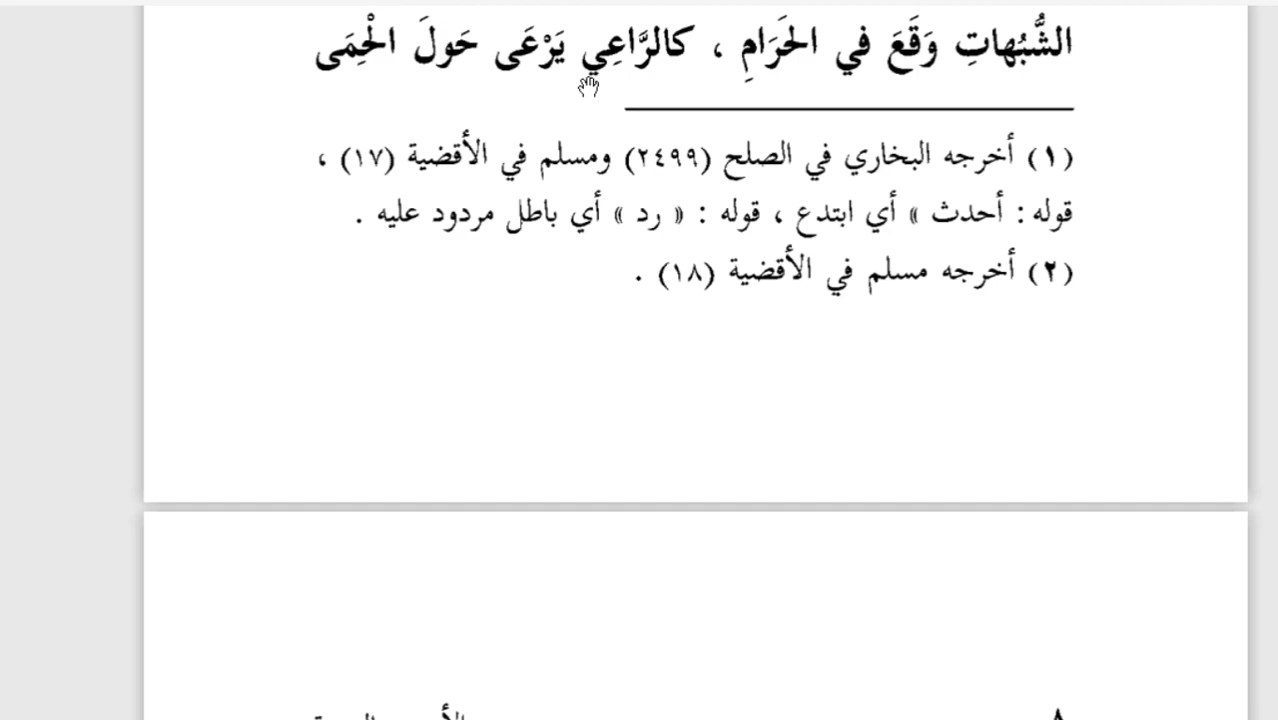 الشُّبُهاتِ وَقَعَ في الحَرَامِ ، كالرَّاعِي يَرْعَى حَولَ الْحِمَى
(١) أخرجه البخاري في الصلح (٢٤٩٩) ومسلم في الأقضية (١٧) ،
قوله : أحدث » أي ابتدع ، قوله : « رد » أي باطل مردود عليه .
(٢) أخرجه مسلم في الأقضية (١٨) .